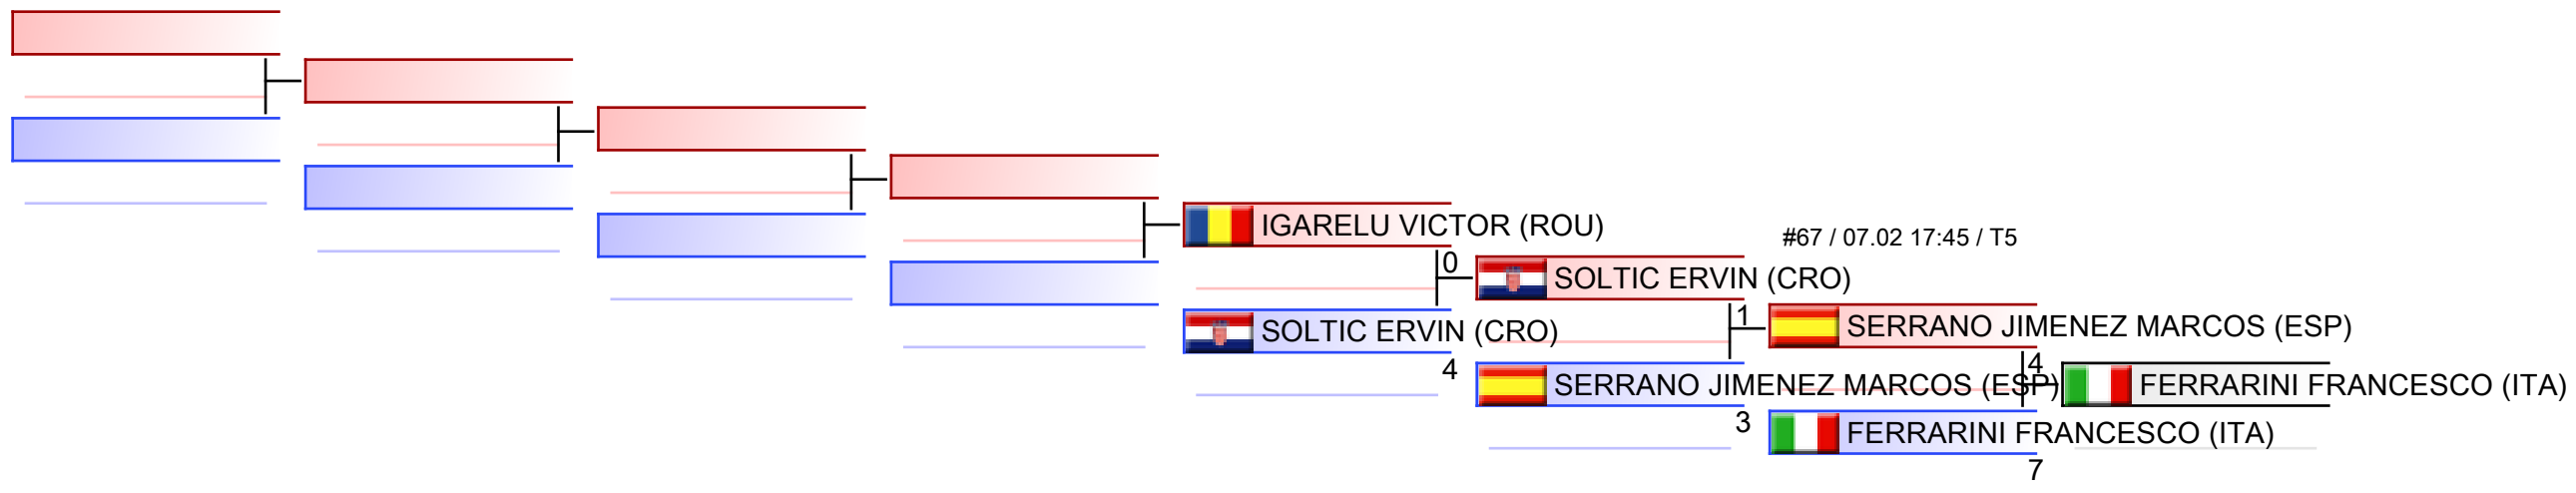 IGARELU VICTOR (ROU)
#67 / 07.02 17:45 / T5
0
SOLTIC ERVIN (CRO)
1
SERRANO JIMENEZ MARCOS (ESP)
SOLTIC ERVIN (CRO)
4
4
SERRANO JIMENEZ MARCOS (ESP)
FERRARINI FRANCESCO (ITA)
3
FERRARINI FRANCESCO (ITA)
7